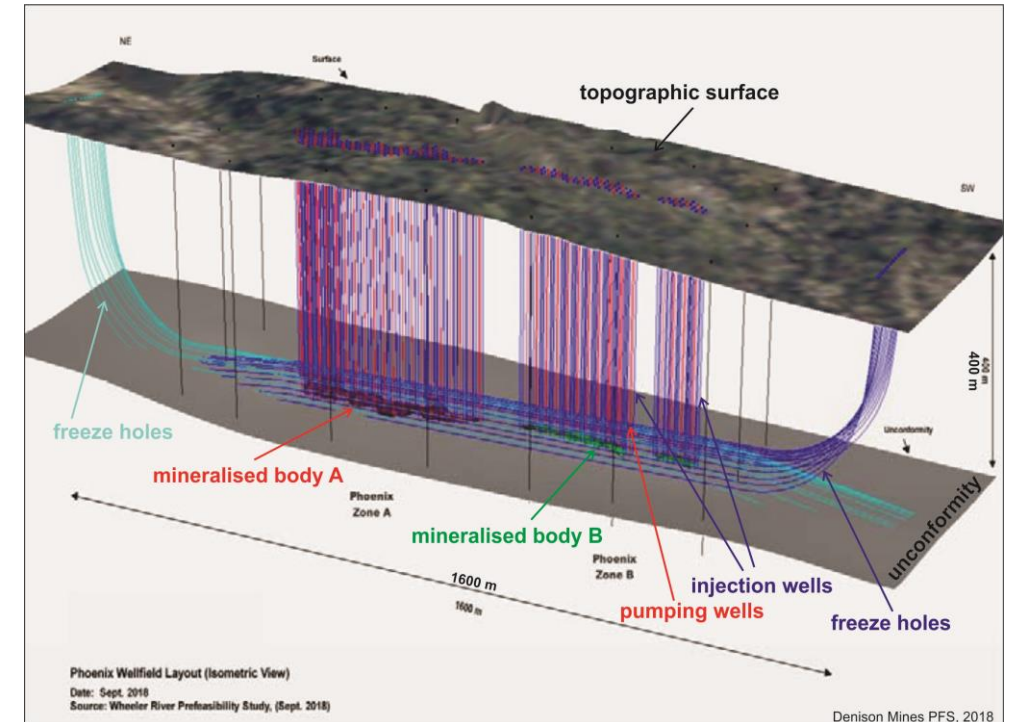 NE
Surface
topographic surface
SW
400 m
400 m
Unconformity
unconformity
freeze holes
mineralised body A
Phoenix
Zone A
mineralised body B
Phoenix
Zone B
injection wells
pumping wells
freeze holes
1600 m
1600 m
Phoenix Wellfield Layout (Isometric View)
Date: Sept. 2018
Source: Wheeler River Prefeasibility Study, (Sept. 2018)
Denison Mines PFS, 2018